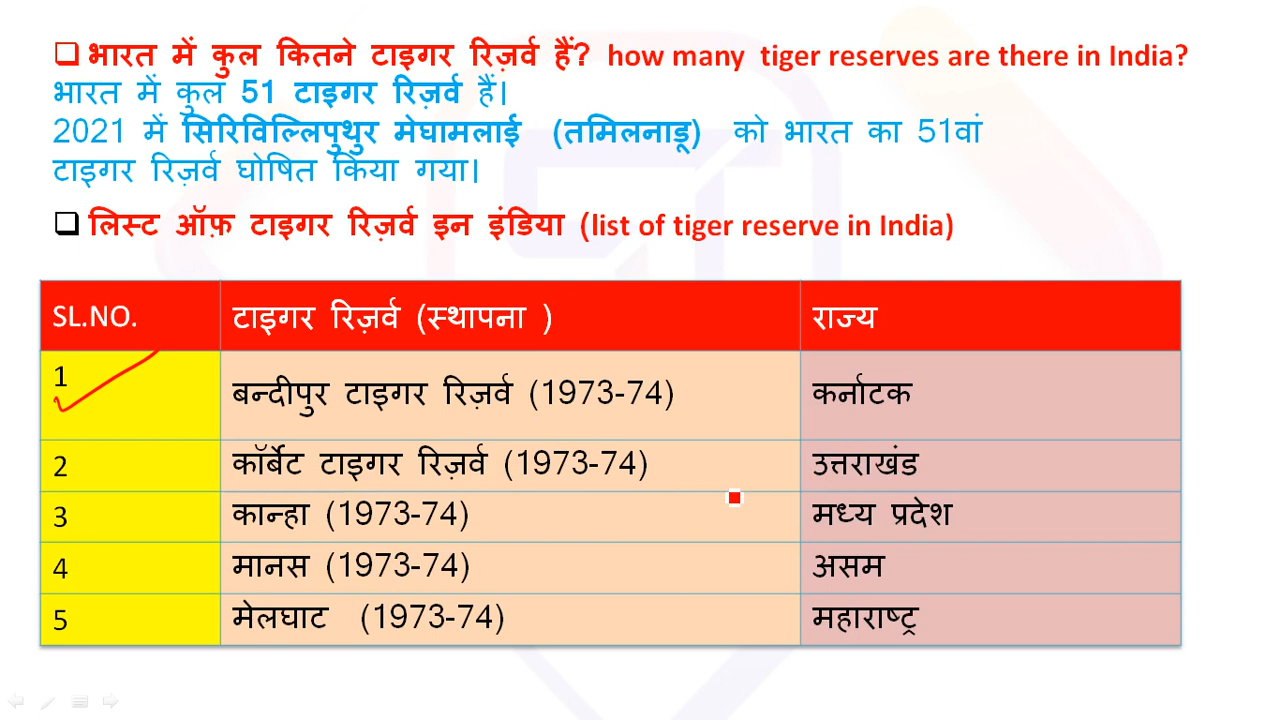 भारत में कुल कितने टाइगर रिज़र्व हैं? how many tiger reserves are there in India?
भारत में कुल 51 टाइगर रिज़र्व हैं।
2021 में सिरिविल्लिपुथुर मेघामलाई (तमिलनाडू) को भारत का 51वां
टाइगर रिज़र्व घोषित किया गया।
लिस्ट ऑफ़ टाइगर रिज़र्व इन इंडिया (list of tiger reserve in India)
SL.NO. टाइगर रिज़र्व (स्थापना ) राज्य
1 बन्दीपुर टाइगर रिज़र्व (1973-74) कर्नाटक
2 कॉर्बेट टाइगर रिज़र्व (1973-74) उत्तराखंड
3 कान्हा (1973-74) मध्य प्रदेश
4 मानस (1973-74) असम
5 मेलघाट (1973-74) महाराष्ट्र